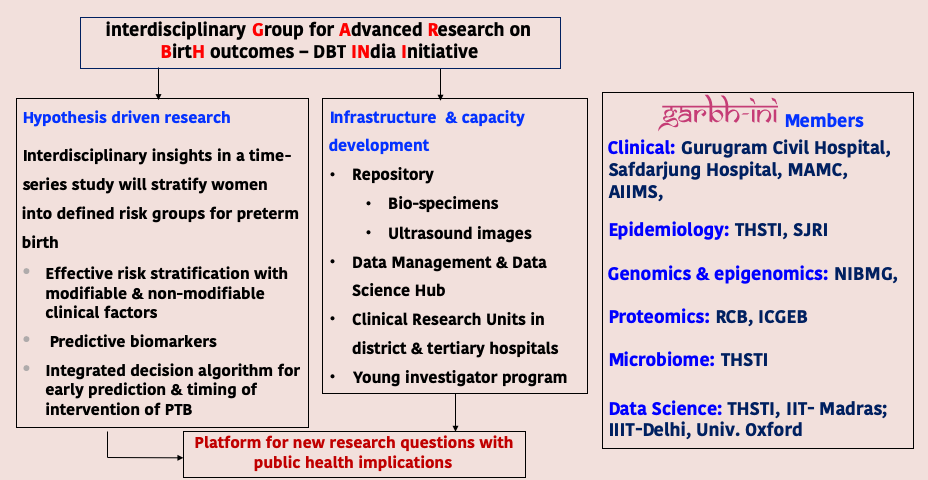 interdisciplinary Group for Advanced Research on
BirtH outcomes – DBT INdia Initiative
Hypothesis driven research
Interdisciplinary insights in a time-
series study will stratify women
into defined risk groups for preterm
birth
• Effective risk stratification with
modifiable & non-modifiable
clinical factors
• Predictive biomarkers
• Integrated decision algorithm for
early prediction & timing of
intervention of PTB
Infrastructure & capacity
development
• Repository
• Bio-specimens
• Ultrasound images
• Data Management & Data
Science Hub
• Clinical Research Units in
district & tertiary hospitals
• Young investigator program
garbh-ini Members
Clinical: Gurugram Civil Hospital,
Safdarjung Hospital, MAMC,
AIIMS,
Epidemiology: THSTI, SJRI
Genomics & epigenomics: NIBMG,
Proteomics: RCB, ICGEB
Microbiome: THSTI
Data Science: THSTI, IIT- Madras;
IIIT-Delhi, Univ. Oxford
Platform for new research questions with
public health implications